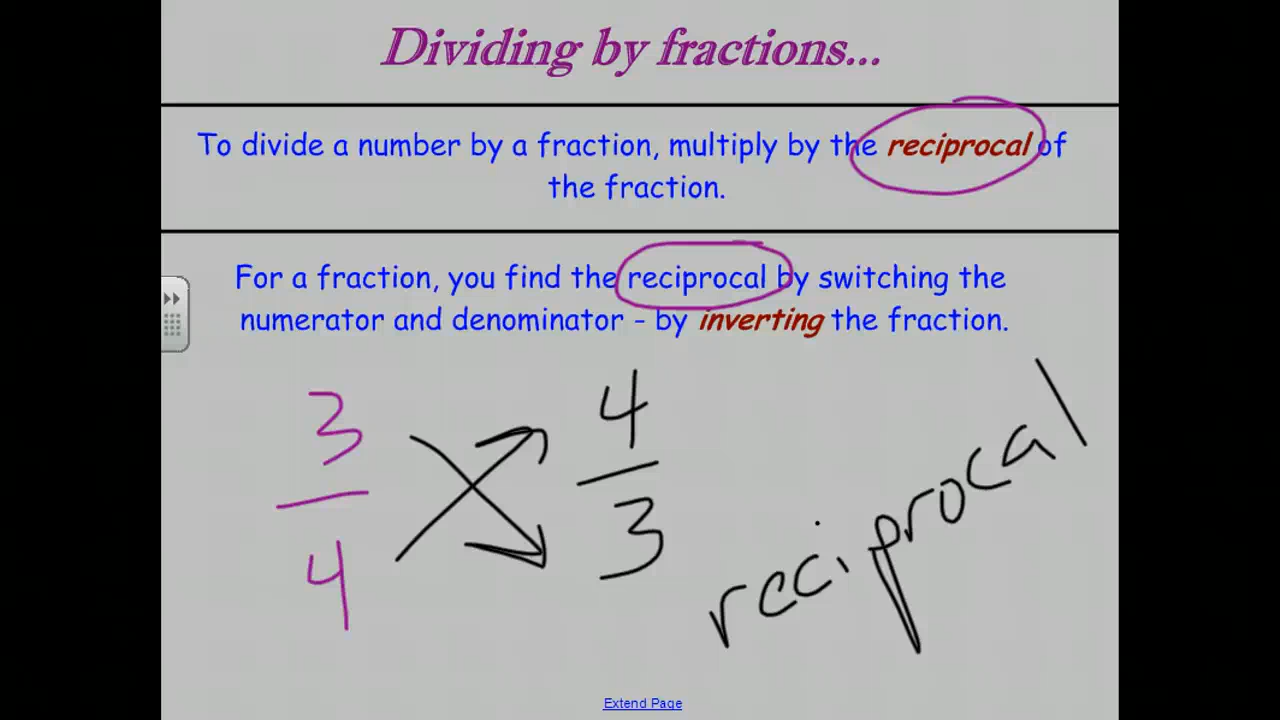 Dividing by fractions...
To divide a number by a fraction, multiply by the reciprocal of
the fraction.
For a fraction, you find the reciprocal by switching the
numerator and denominator - by inverting the fraction.
3
4
4
3
reciprocal
Extend Page